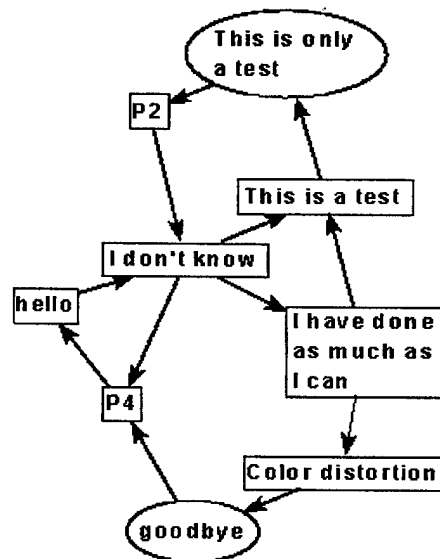 This is only
a test
P2
This is a test
I don't know
hello
I have done
as much as
I can
P4
Color distortion
goodbye